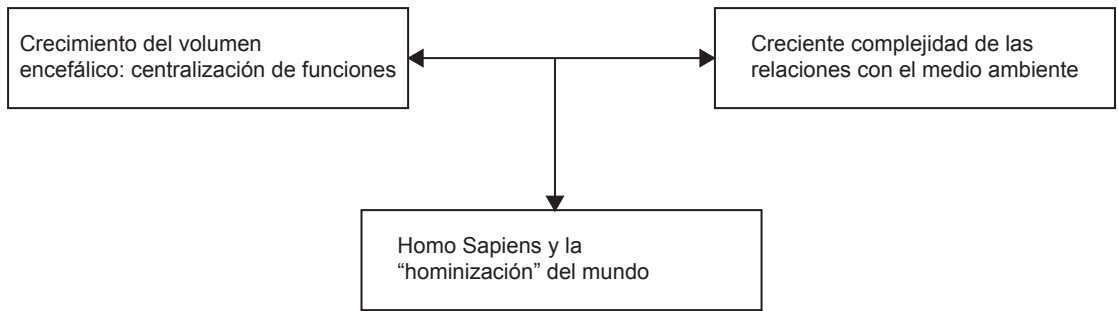 Crecimiento del volumen
encefálico: centralización de funciones
Creciente complejidad de las
relaciones con el medio ambiente
Homo Sapiens y la
“hominización” del mundo